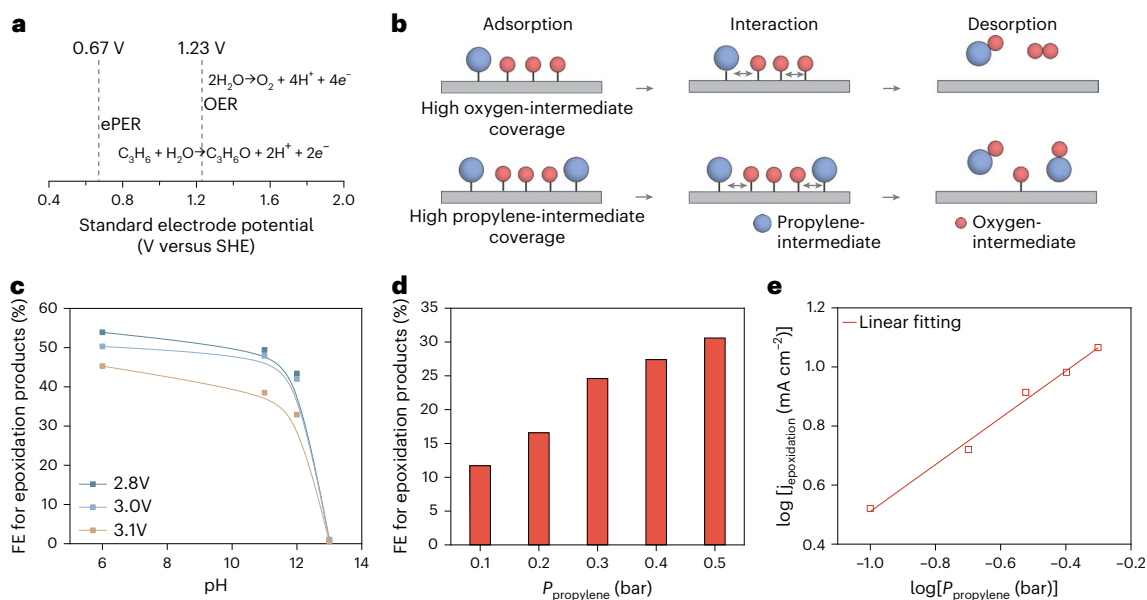 a
0.67 V
1.23 V
2H₂O→O₂ + 4H⁺ + 4e⁻
OER
ePER
C₃H₆ + H₂O→C₃H₆O + 2H⁺ + 2e⁻
0.4 0.8 1.2 1.6 2.0
Standard electrode potential
(V versus SHE)
b
Adsorption Interaction Desorption
High oxygen-intermediate
coverage
High propylene-intermediate
coverage
Propylene-
intermediate
Oxygen-
intermediate
c
FE for epoxidation products (%)
60
50
40
30
20
10
0
2.8V
3.0V
3.1V
6 8 10 12 14
pH
d
FE for epoxidation products (%)
35
30
25
20
15
10
5
0
0.1 0.2 0.3 0.4 0.5
Ppropylene (bar)
e
log [jepoxidation (mA cm⁻²)]
1.2
1.0
0.8
0.6
0.4
Linear fitting
−1.0 −0.8 −0.6 −0.4 −0.2
log[Ppropylene (bar)]